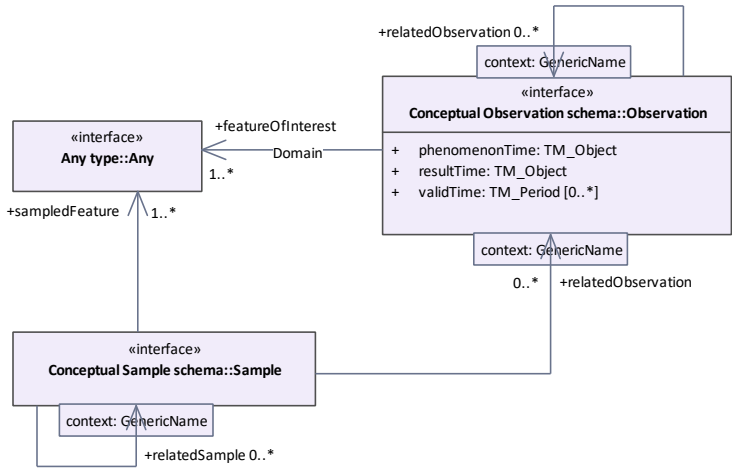 +relatedObservation 0..*
context: GenericName
«interface»
Conceptual Observation schema::Observation
+ phenomenonTime: TM_Object
+ resultTime: TM_Object
+ validTime: TM_Period [0..*]
+featureOfInterest
Domain
1..*
«interface»
Any type::Any
+sampledFeature
1..*
context: GenericName
0..*
+relatedObservation
«interface»
Conceptual Sample schema::Sample
context: GenericName
+relatedSample 0..*